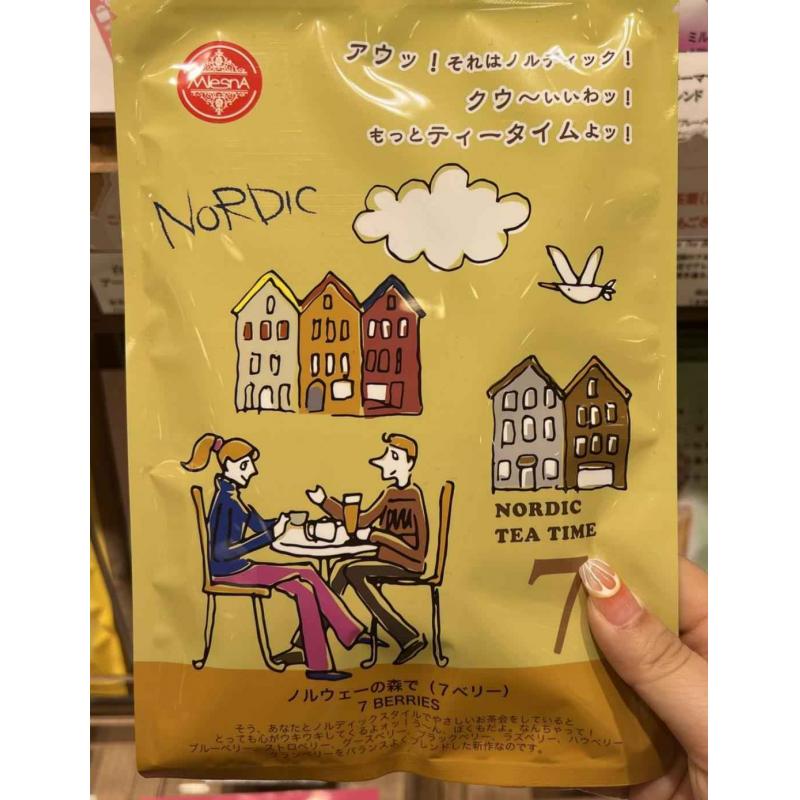 MlesnA
アウッ！それはノルディック！
クウ〜いいわッ！
もっとティータイムよッ！
NORDIC
NORDIC
TEA TIME
7
ノルウェーの森で（7ベリー）
7 BERRIES
そう、あなたとノルディックスタイルでやさしいお茶会をしていると
とっても心がウキウキしてくるよォッ！う〜ん、ぼくもだよ。なんちゃって！
ブルーベリー、ストロベリー、グースベリー、ブラックベリー、ラズベリー、ハウベリー
クランベリーをバランスよくブレンドした新作なのです。